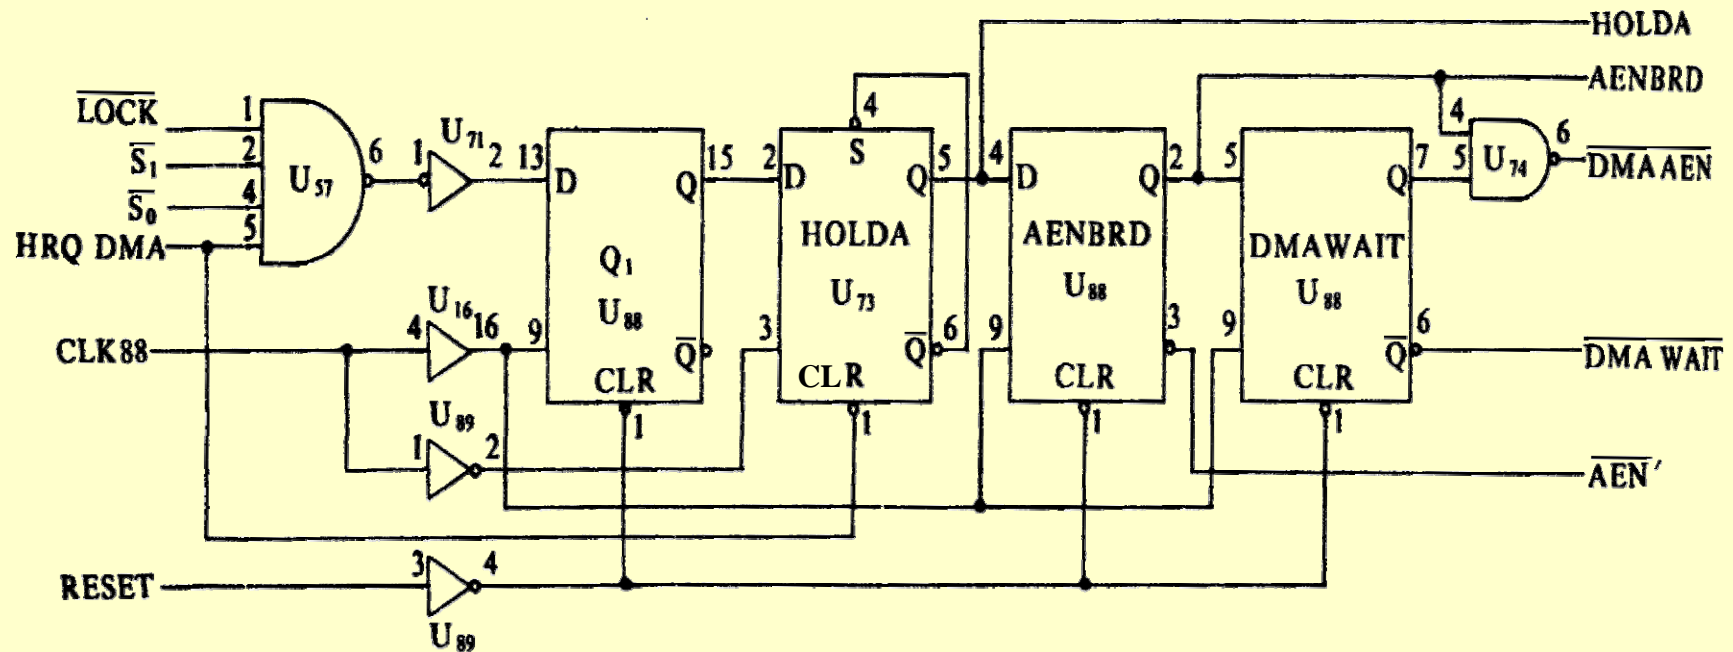 HOLDA
AENBRD
LOCK 1
S1 2
S0 4
HRQ DMA 5
U57 6
1 U71 2
13 D Q 15
Q1
U88
9 Q
CLR
1
2 D S 4 Q 5
HOLDA
U73
3 Q 6
CLR
1
4 D Q 2
AENBRD
U88
9 3
CLR
1
5 D Q 7
DMAWAIT
U88
9 Q 6
CLR
1
4
5 U74 6
DMA AEN
DMA WAIT
AEN′
CLK88 4 U16 16
U89
1 2
RESET 3 4
U89